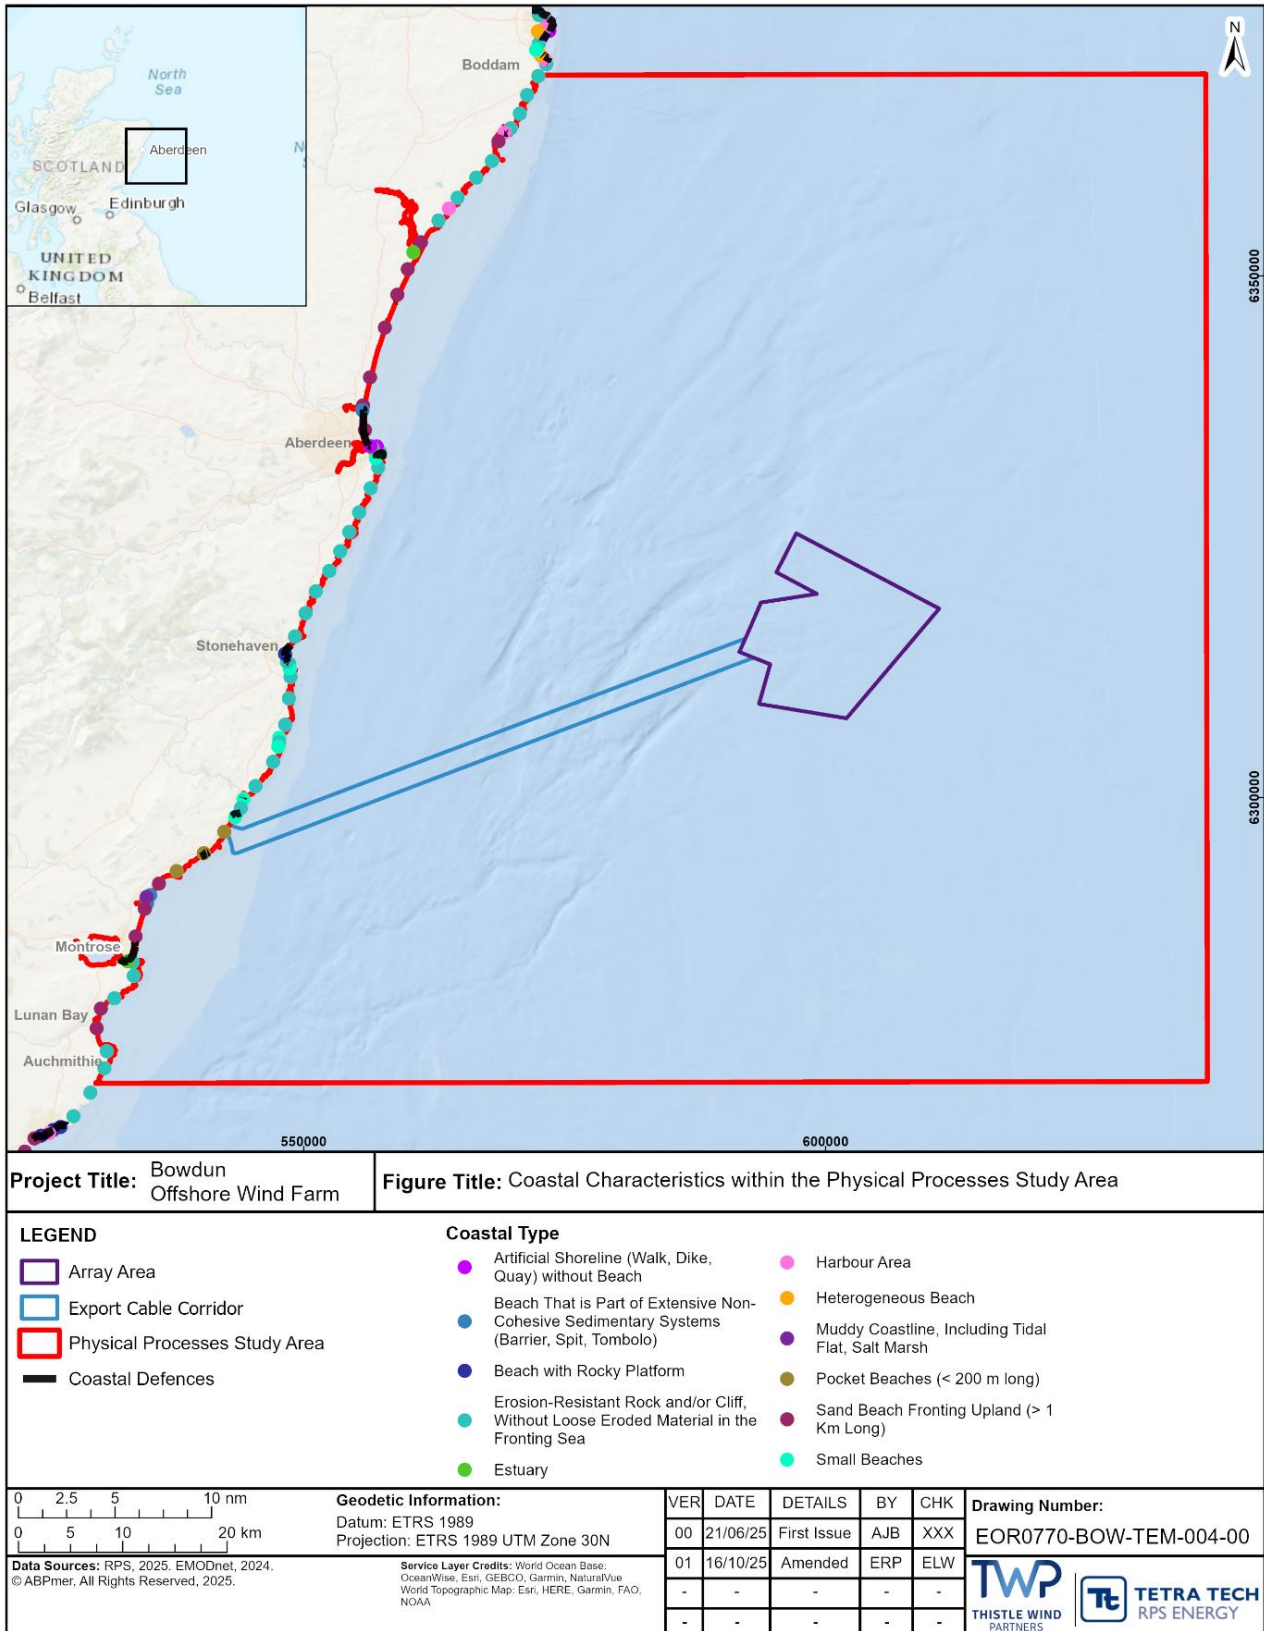 North
Sea
Aberdeen
SCOTLAND
Glasgow
Edinburgh
UNITED
KINGDOM
Belfast
N
Boddam
N
6350000
Aberdeen
Stonehaven
6300000
Montrose
Lunan Bay
Auchmithie
550000
600000
Project Title: Bowdun
Offshore Wind Farm
Figure Title: Coastal Characteristics within the Physical Processes Study Area
LEGEND
Array Area
Export Cable Corridor
Physical Processes Study Area
Coastal Defences
Coastal Type
Artificial Shoreline (Walk, Dike,
Quay) without Beach
Beach That is Part of Extensive Non-
Cohesive Sedimentary Systems
(Barrier, Spit, Tombolo)
Beach with Rocky Platform
Erosion-Resistant Rock and/or Cliff,
Without Loose Eroded Material in the
Fronting Sea
Estuary
Harbour Area
Heterogeneous Beach
Muddy Coastline, Including Tidal
Flat, Salt Marsh
Pocket Beaches (< 200 m long)
Sand Beach Fronting Upland (> 1
Km Long)
Small Beaches
0 2.5 5 10 nm
0 5 10 20 km
Data Sources: RPS, 2025. EMODnet, 2024.
© ABPmer, All Rights Reserved, 2025.
Geodetic Information:
Datum: ETRS 1989
Projection: ETRS 1989 UTM Zone 30N
Service Layer Credits: World Ocean Base:
OceanWise, Esri, GEBCO, Garmin, NaturalVue
World Topographic Map: Esri, HERE, Garmin, FAO,
NOAA
VER DATE DETAILS BY CHK
00 21/06/25 First Issue AJB XXX
01 16/10/25 Amended ERP ELW
- - - - -
- - - - -
Drawing Number:
EOR0770-BOW-TEM-004-00
TWP
THISTLE WIND
PARTNERS
Tt
TETRA TECH
RPS ENERGY